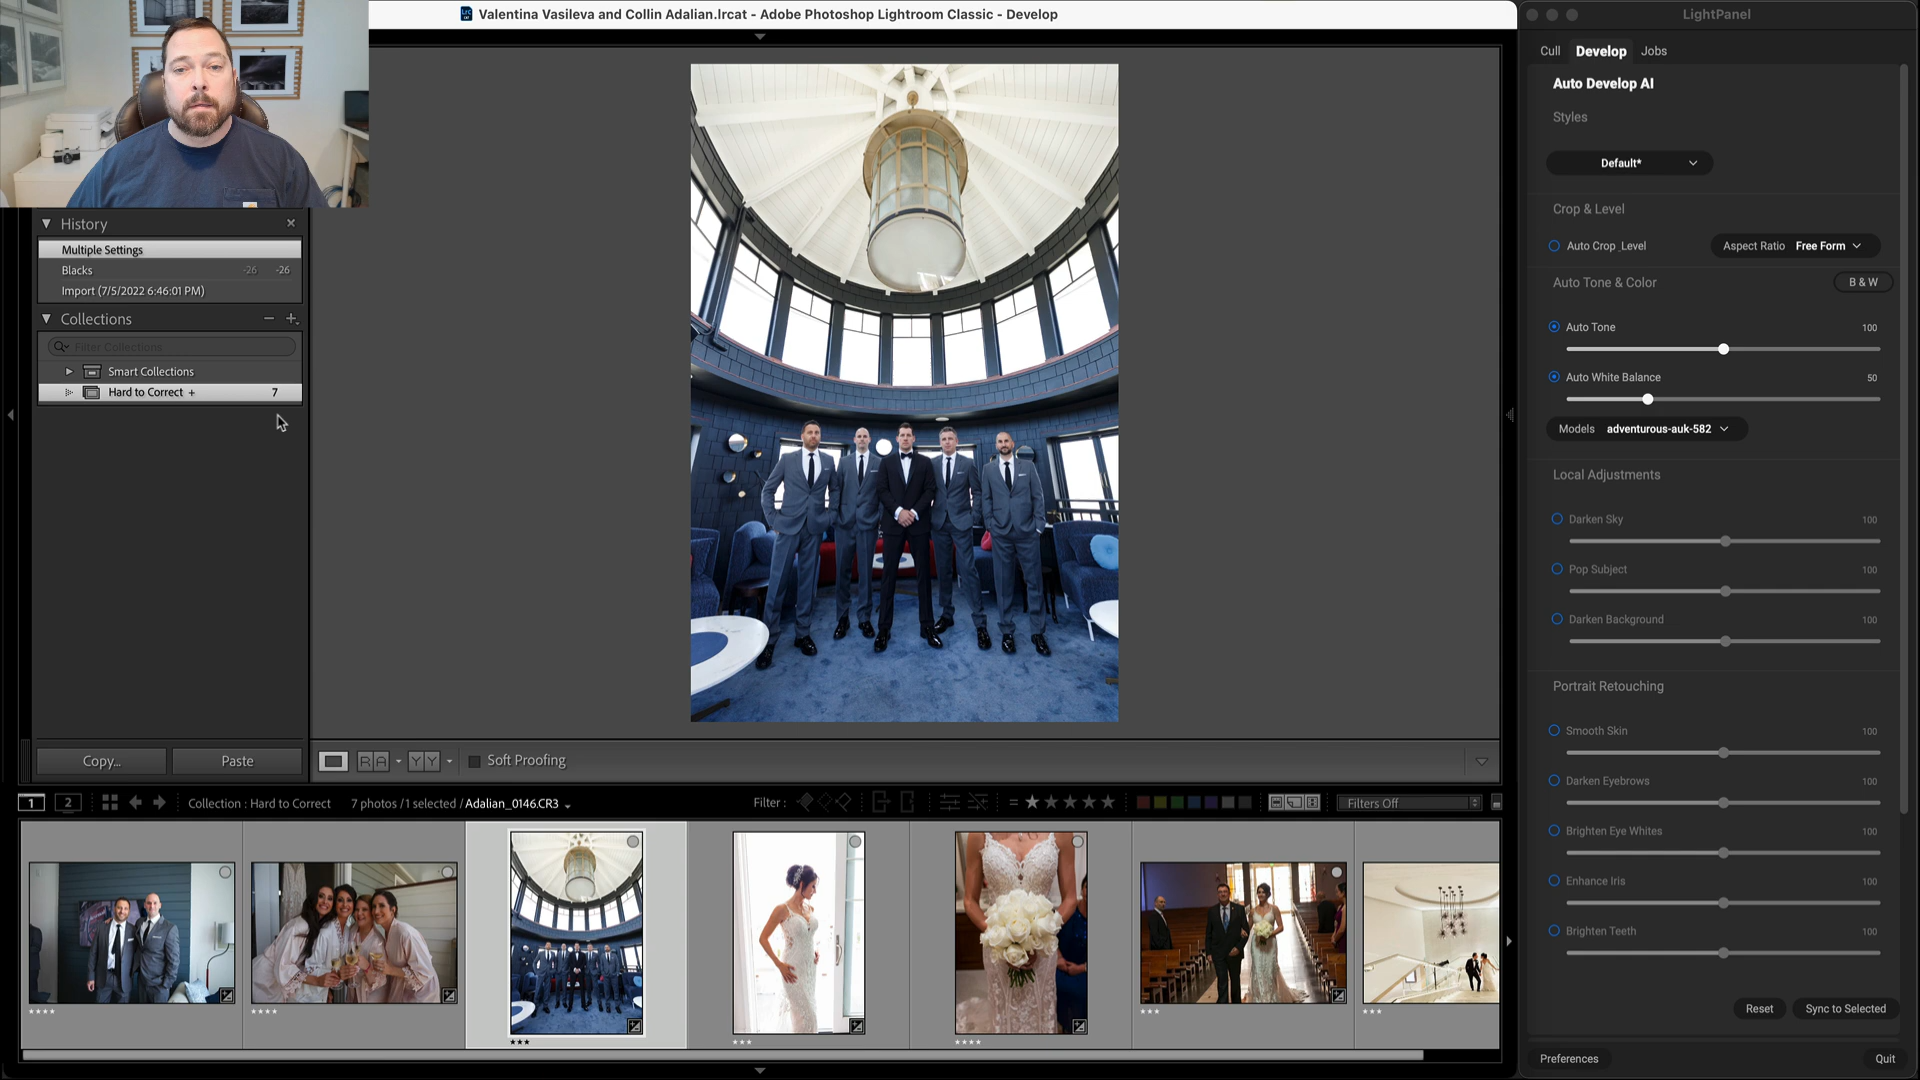 Valentina Vasileva and Collin Adalian.lrcat - Adobe Photoshop Lightroom Classic - Develop
LightPanel
Cull Develop Jobs
Auto Develop AI
Styles
Default*
Crop & Level
Auto Crop_Level Aspect Ratio Free Form
Auto Tone & Color B & W
Auto Tone 100
Auto White Balance 50
Models adventurous-auk-582
Local Adjustments
Darken Sky 100
Pop Subject 100
Darken Background 100
Portrait Retouching
Smooth Skin 100
Darken Eyebrows 100
Brighten Eye Whites 100
Enhance Iris 100
Brighten Teeth 100
Reset Sync to Selected
Preferences Quit
History
Multiple Settings
Blacks -26 -26
Import (7/5/2022 6:46:01 PM)
Collections
Filter Collections
Smart Collections
Hard to Correct + 7
Copy... Paste
R A Y Y Soft Proofing
1 2 Collection : Hard to Correct 7 photos /1 selected / Adalian_0146.CR3 Filter : Filters Off